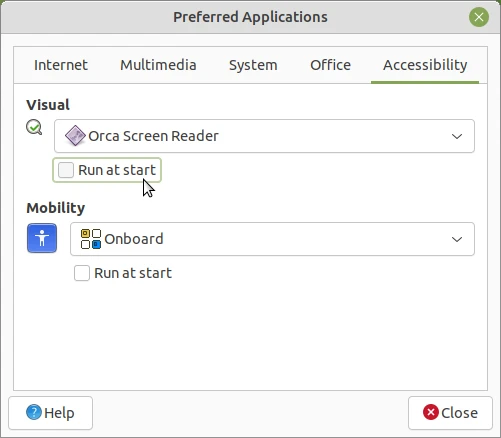 Preferred Applications
Internet Multimedia System Office Accessibility
Visual
Orca Screen Reader
Run at start
Mobility
Onboard
Run at start
Help Close